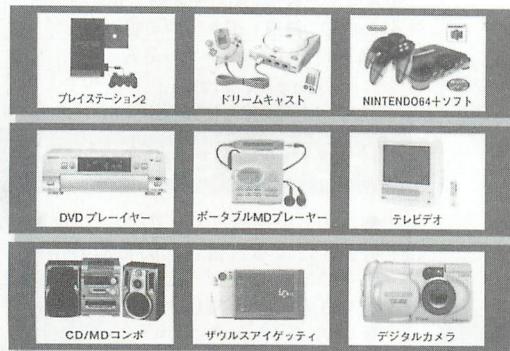 プレイステーション2
ドリームキャスト
NINTENDO64＋ソフト
DVD プレーイヤー
ポータブルMDプレーヤー
テレビデオ
CD/MDコンポ
ザウルスアイゲッティ
デジタルカメラ